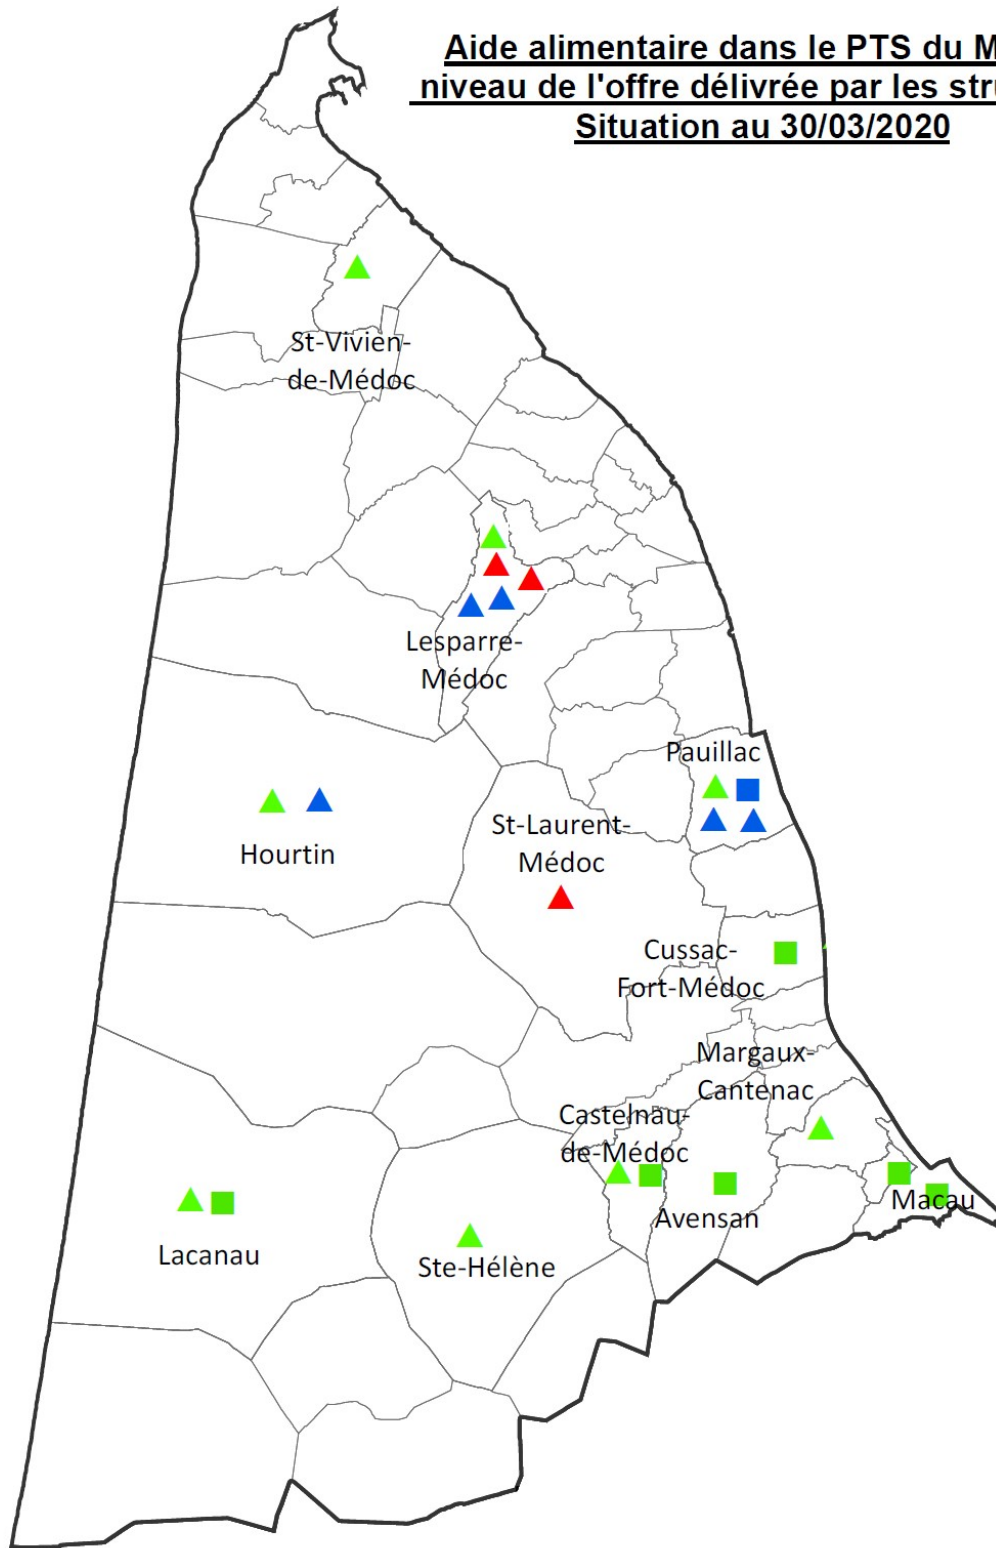 Aide alimentaire dans le PTS du M
niveau de l'offre délivrée par les stru
Situation au 30/03/2020
St-Vivien-
de-Médoc
Lesparre-
Médoc
Pauillac
St-Laurent-
Médoc
Hourtin
Cussac-
Fort-Médoc
Margaux-
Cantenac
Castelnau-
de-Médoc
Macau
Avensan
Lacanau
Ste-Hélène